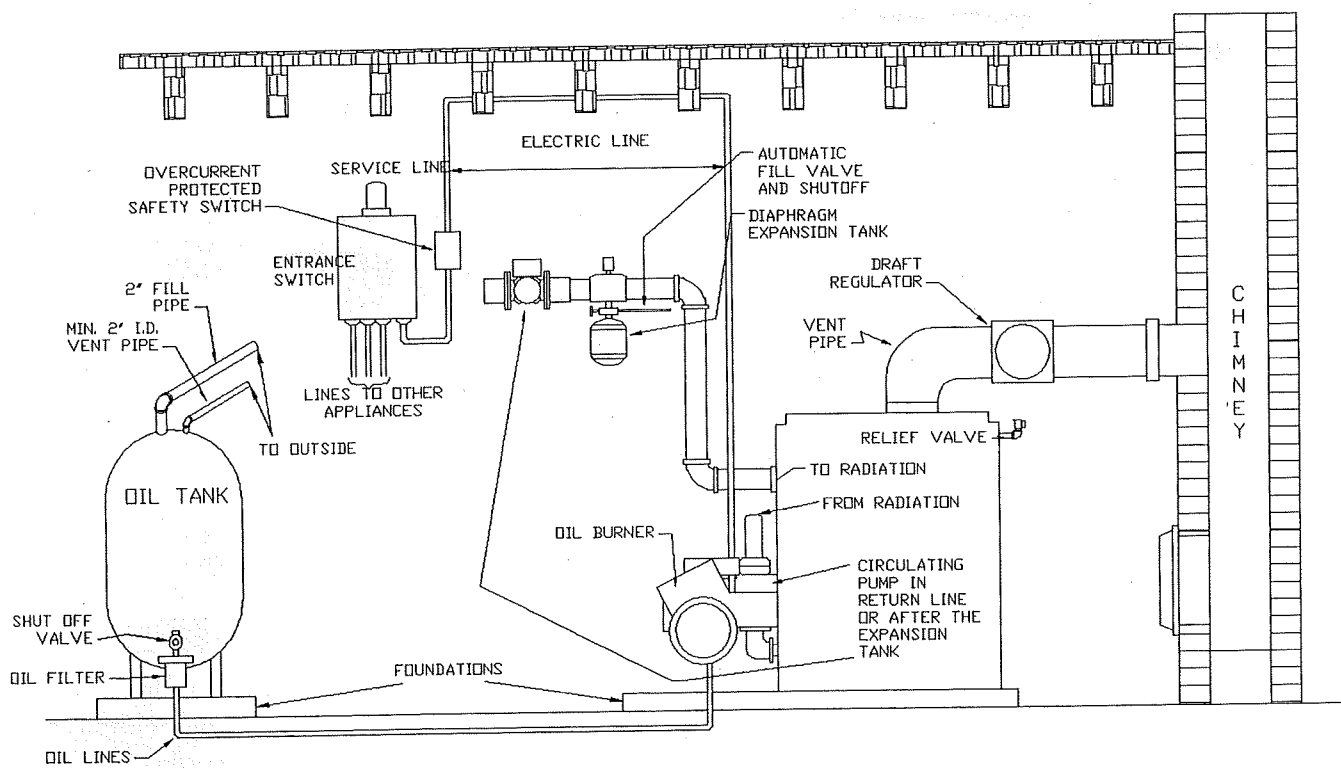 ELECTRIC LINE
OVERCURRENT
PROTECTED
SAFETY SWITCH
SERVICE LINE
AUTOMATIC
FILL VALVE
AND SHUTOFF
DIAPHRAGM
EXPANSION TANK
ENTRANCE
SWITCH
DRAFT
REGULATOR
2" FILL
PIPE
MIN. 2" I.D.
VENT PIPE
VENT
PIPE
CHIMNEY
LINES TO OTHER
APPLIANCES
TO OUTSIDE
RELIEF VALVE
TO RADIATION
OIL TANK
FROM RADIATION
OIL BURNER
CIRCULATING
PUMP IN
RETURN LINE
OR AFTER THE
EXPANSION
TANK
SHUT OFF
VALVE
OIL FILTER
FOUNDATIONS
OIL LINES